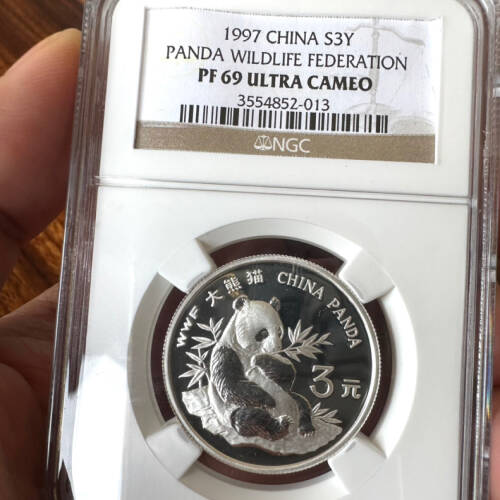 1997 CHINA S3Y
PANDA WILDLIFE FEDERATION
PF 69 ULTRA CAMEO
3554852-013
NGC
WWF 大熊猫 CHINA PANDA
3元